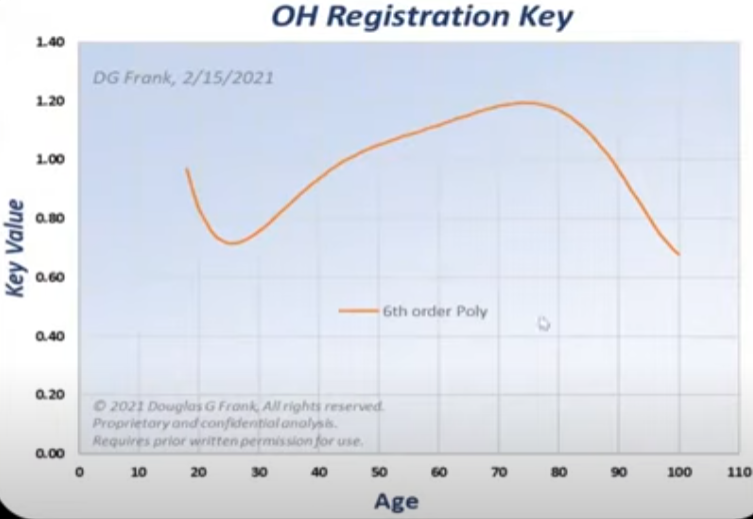 OH Registration Key
1.40
DG Frank, 2/15/2021
1.20
1.00
0.80
Key Value
0.60
6th order Poly
0.40
0.20
© 2021 Douglas G Frank, All rights reserved.
Proprietary and confidential analysis.
Requires prior written permission for use.
0.00
0 10 20 30 40 50 60 70 80 90 100 110
Age